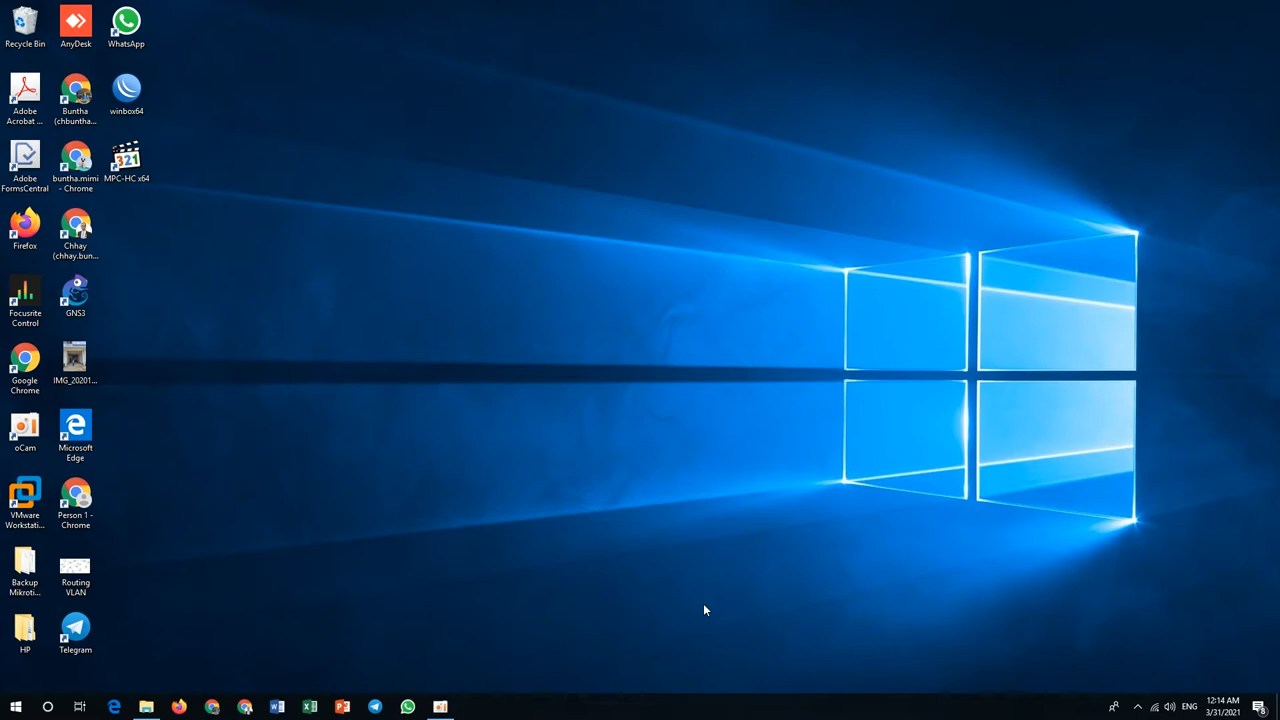 Recycle Bin
AnyDesk
WhatsApp
Adobe
Acrobat ...
Buntha
(chbuntha...
winbox64
Adobe
FormsCentral
buntha.mimi
- Chrome
321
MPC-HC x64
Firefox
Chhay
(chhay.bun...
Focusrite
Control
GNS3
Google
Chrome
IMG_20201...
oCam
Microsoft
Edge
VMware
Workstati...
Person 1 -
Chrome
Backup
Mikroti...
Routing
VLAN
HP
Telegram
ENG
12:14 AM
3/31/2021
8